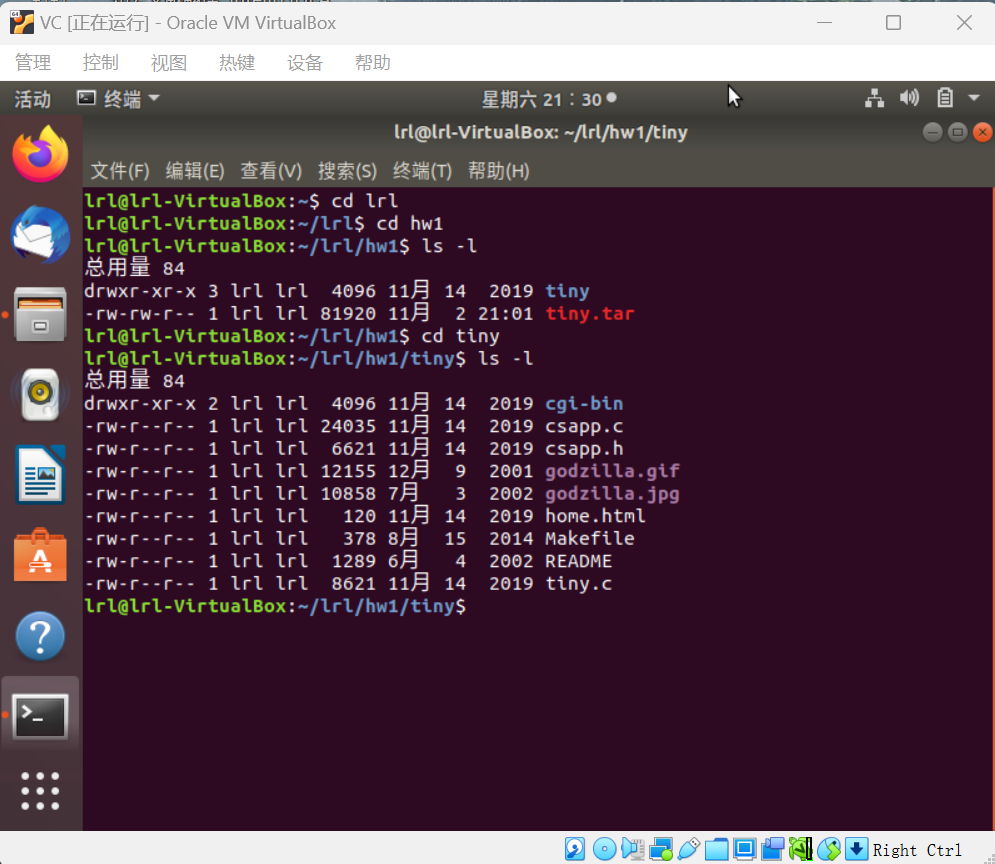 VC [正在运行] - Oracle VM VirtualBox
管理 控制 视图 热键 设备 帮助
活动 终端 星期六 21：30
lrl@lrl-VirtualBox: ~/lrl/hw1/tiny
文件(F) 编辑(E) 查看(V) 搜索(S) 终端(T) 帮助(H)
lrl@lrl-VirtualBox:~$ cd lrl
lrl@lrl-VirtualBox:~/lrl$ cd hw1
lrl@lrl-VirtualBox:~/lrl/hw1$ ls -l
总用量 84
drwxr-xr-x 3 lrl lrl  4096 11月 14  2019 tiny
-rw-rw-r-- 1 lrl lrl 81920 11月  2 21:01 tiny.tar
lrl@lrl-VirtualBox:~/lrl/hw1$ cd tiny
lrl@lrl-VirtualBox:~/lrl/hw1/tiny$ ls -l
总用量 84
drwxr-xr-x 2 lrl lrl  4096 11月 14  2019 cgi-bin
-rw-r--r-- 1 lrl lrl 24035 11月 14  2019 csapp.c
-rw-r--r-- 1 lrl lrl  6621 11月 14  2019 csapp.h
-rw-r--r-- 1 lrl lrl 12155 12月  9  2001 godzilla.gif
-rw-r--r-- 1 lrl lrl 10858 7月   3  2002 godzilla.jpg
-rw-r--r-- 1 lrl lrl   120 11月 14  2019 home.html
-rw-r--r-- 1 lrl lrl   378 8月  15  2014 Makefile
-rw-r--r-- 1 lrl lrl  1289 6月   4  2002 README
-rw-r--r-- 1 lrl lrl  8621 11月 14  2019 tiny.c
lrl@lrl-VirtualBox:~/lrl/hw1/tiny$
Right Ctrl